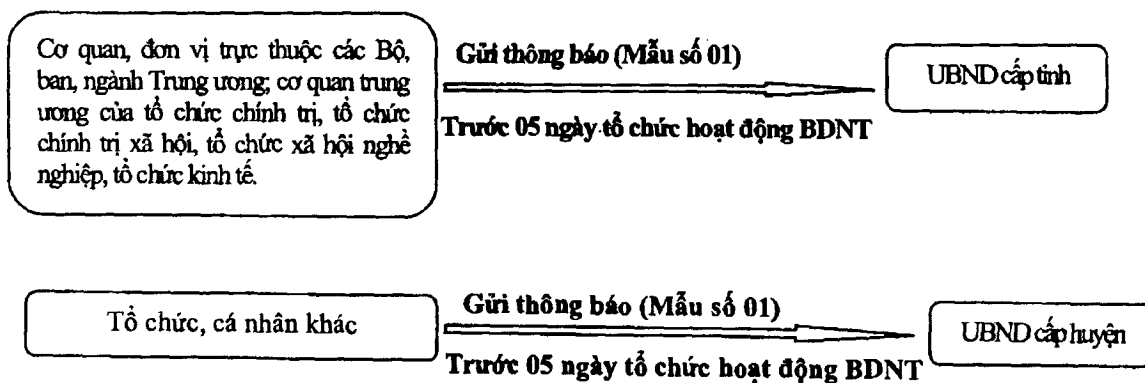 Cơ quan, đơn vị trực thuộc các Bộ,
ban, ngành Trung ương; cơ quan trung
ương của tổ chức chính trị, tổ chức
chính trị xã hội, tổ chức xã hội nghề
nghiệp, tổ chức kinh tế.
Gửi thông báo (Mẫu số 01)
Trước 05 ngày tổ chức hoạt động BDNT
UBND cấp tỉnh
Tổ chức, cá nhân khác
Gửi thông báo (Mẫu số 01)
Trước 05 ngày tổ chức hoạt động BDNT
UBND cấp huyện